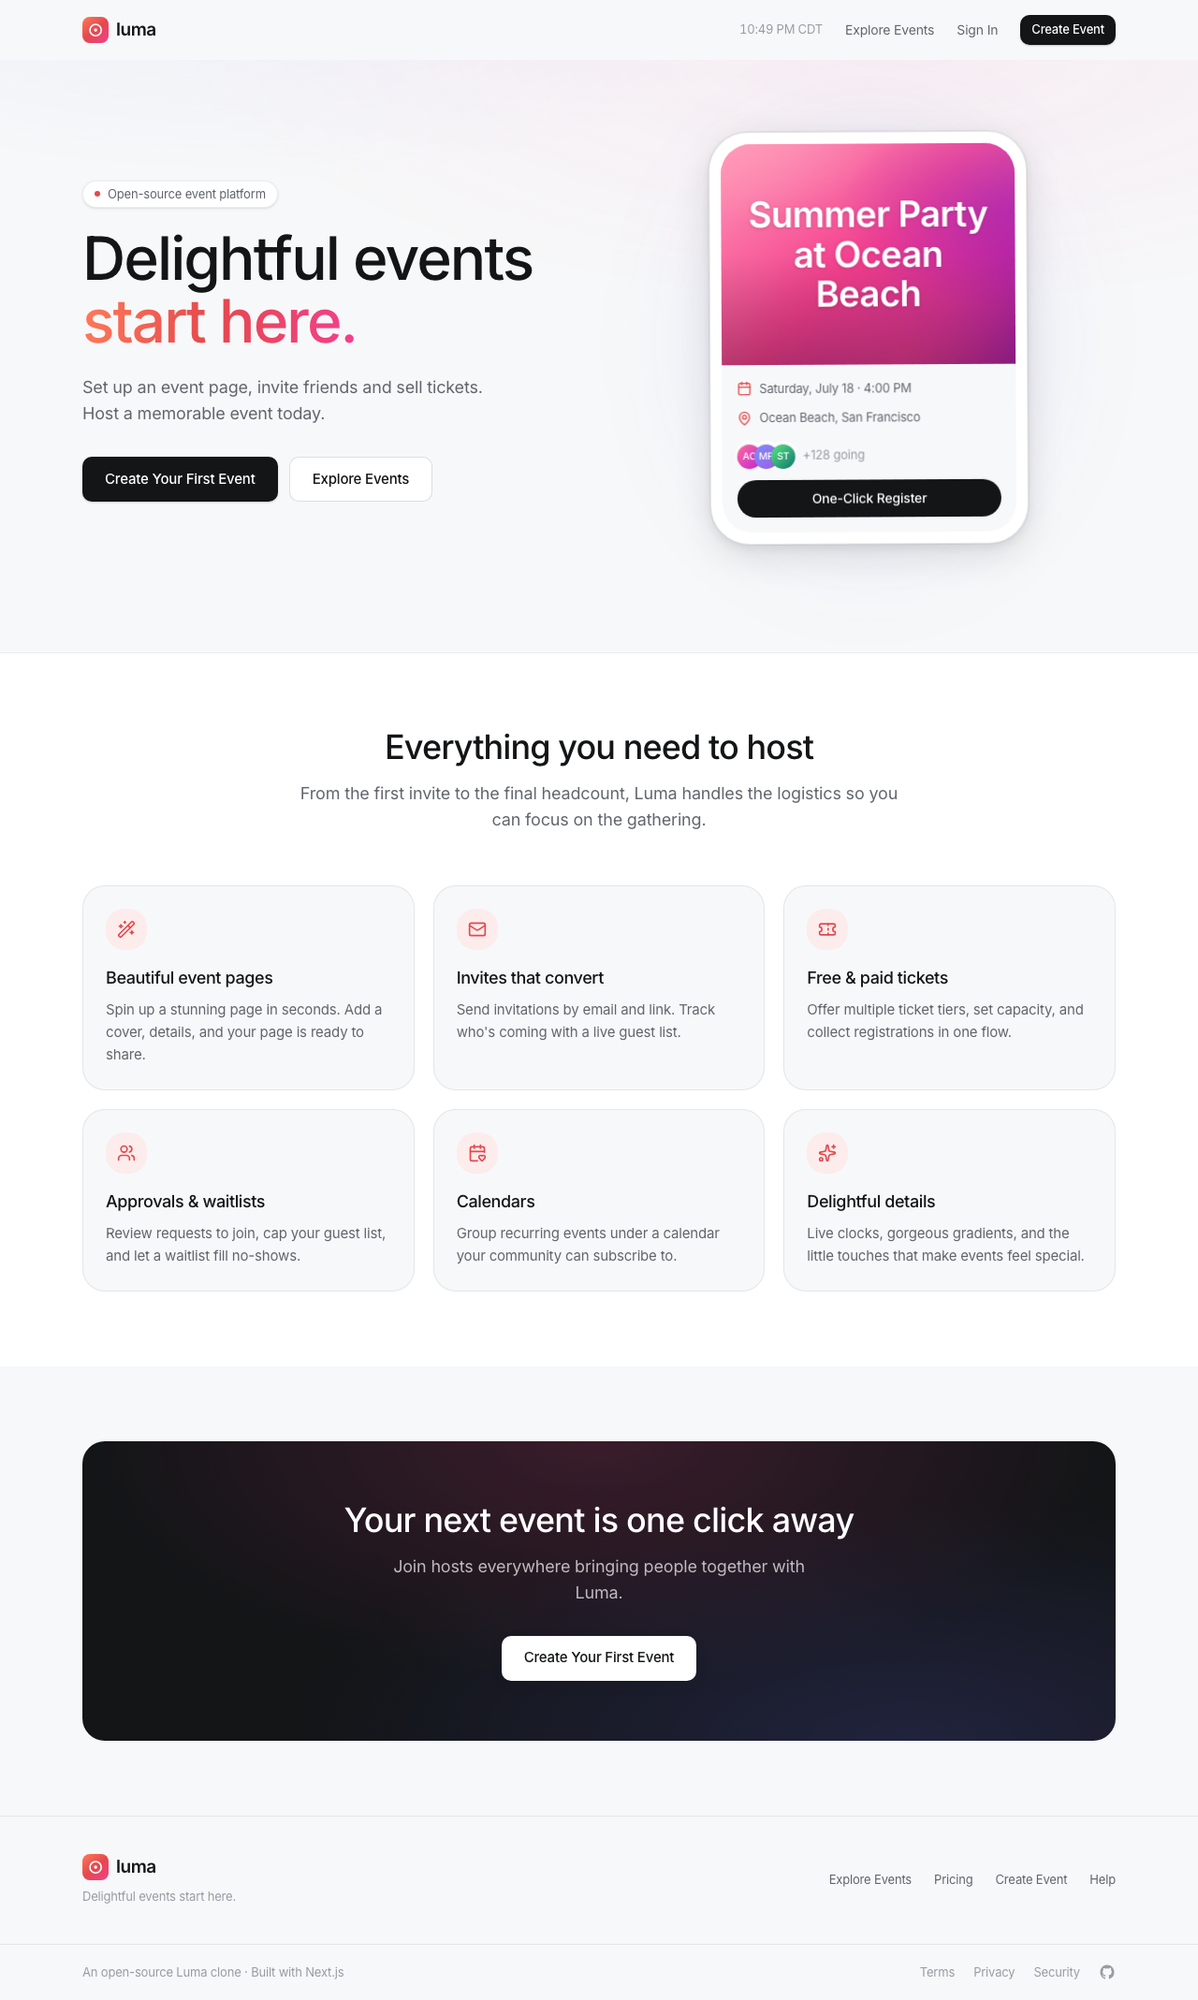 luma
10:49 PM CDT
Explore Events
Sign In
Create Event
Open-source event platform
Delightful events
start here.
Set up an event page, invite friends and sell tickets.
Host a memorable event today.
Create Your First Event
Explore Events
Summer Party
at Ocean
Beach
Saturday, July 18 · 4:00 PM
Ocean Beach, San Francisco
AC MF ST +128 going
One-Click Register
Everything you need to host
From the first invite to the final headcount, Luma handles the logistics so you
can focus on the gathering.
Beautiful event pages
Spin up a stunning page in seconds. Add a
cover, details, and your page is ready to
share.
Invites that convert
Send invitations by email and link. Track
who's coming with a live guest list.
Free & paid tickets
Offer multiple ticket tiers, set capacity, and
collect registrations in one flow.
Approvals & waitlists
Review requests to join, cap your guest list,
and let a waitlist fill no-shows.
Calendars
Group recurring events under a calendar
your community can subscribe to.
Delightful details
Live clocks, gorgeous gradients, and the
little touches that make events feel special.
Your next event is one click away
Join hosts everywhere bringing people together with
Luma.
Create Your First Event
luma
Delightful events start here.
Explore Events
Pricing
Create Event
Help
An open-source Luma clone · Built with Next.js
Terms
Privacy
Security